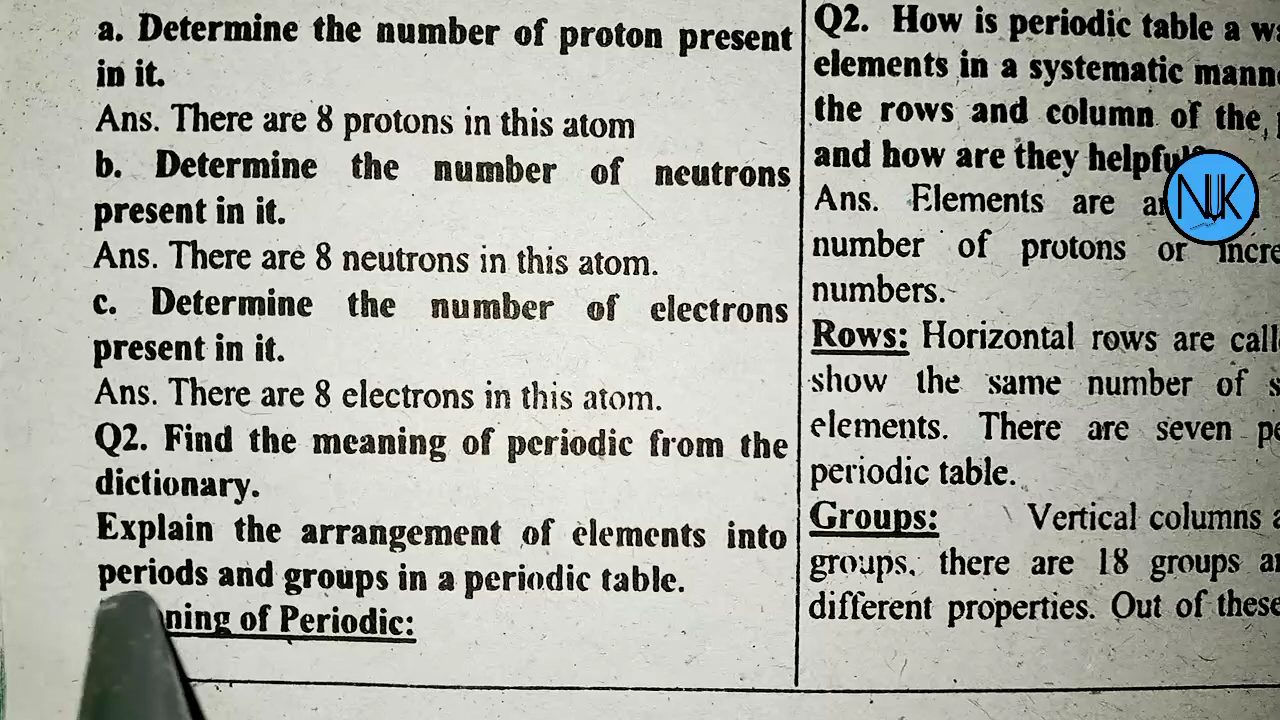 a. Determine the number of proton present
in it.
Ans. There are 8 protons in this atom
b. Determine the number of neutrons
present in it.
Ans. There are 8 neutrons in this atom.
c. Determine the number of electrons
present in it.
Ans. There are 8 electrons in this atom.
Q2. Find the meaning of periodic from the
dictionary.
Explain the arrangement of elements into
periods and groups in a periodic table.
ning of Periodic:
Q2. How is periodic table a
elements in a systematic
the rows and column of the,
and how are they
Ans. Elements are
number of protons or
numbers.
Rows: Horizontal rows are
show the same number of
elements. There are seven
periodic table.
Groups: Vertical columns
groups, there are 18 groups
different properties. Out of these
NJK